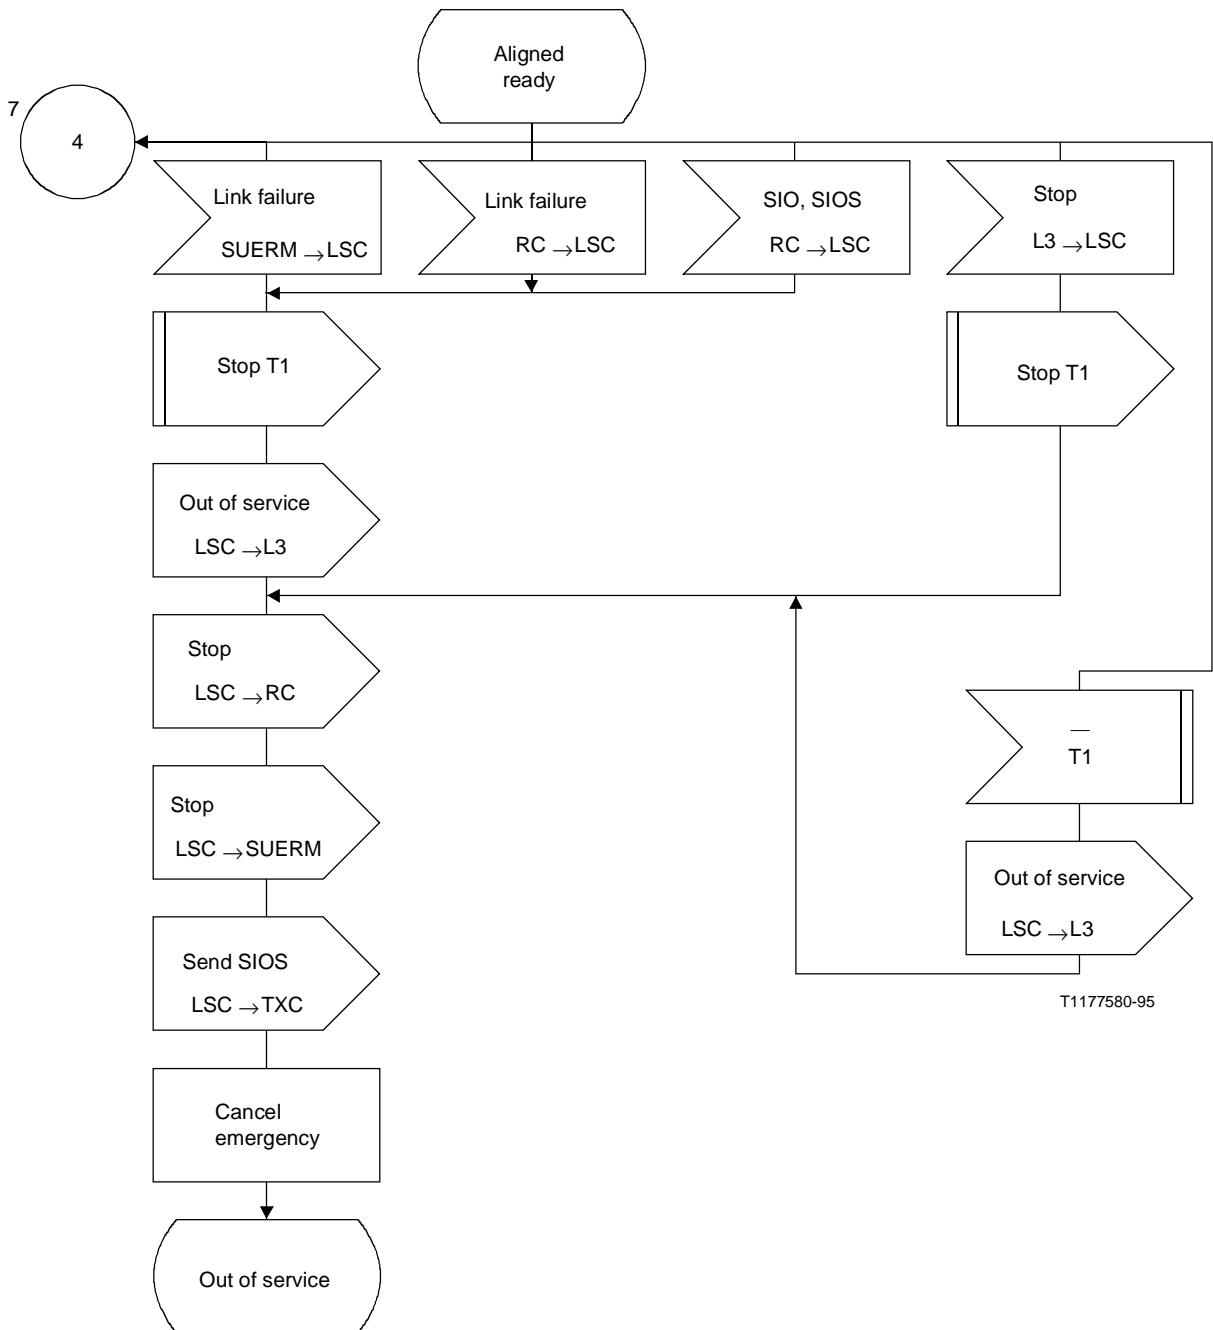 Aligned
ready
7
4
Link failure
SUERM →LSC
Link failure
RC →LSC
SIO, SIOS
RC →LSC
Stop
L3 →LSC
Stop T1
Stop T1
Out of service
LSC →L3
Stop
LSC →RC
T1
Stop
LSC →SUERM
Out of service
LSC →L3
Send SIOS
LSC →TXC
T1177580-95
Cancel
emergency
Out of service